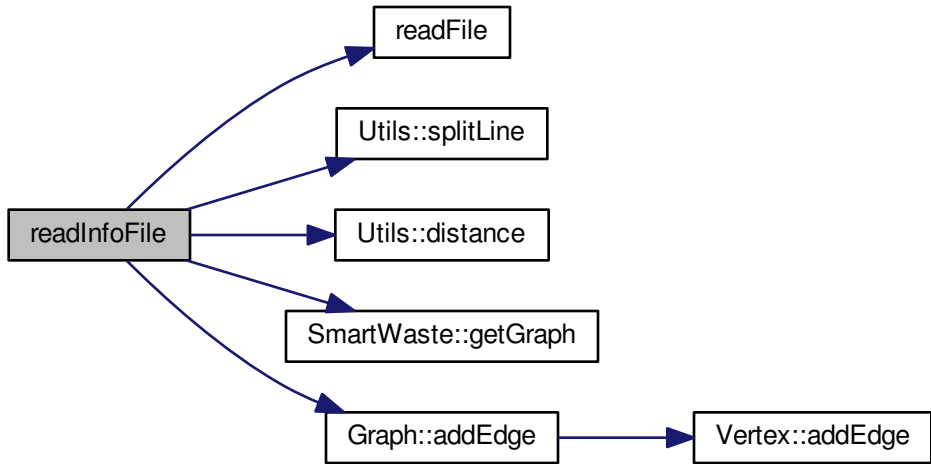 readFile
Utils::splitLine
readInfoFile
Utils::distance
SmartWaste::getGraph
Graph::addEdge
Vertex::addEdge